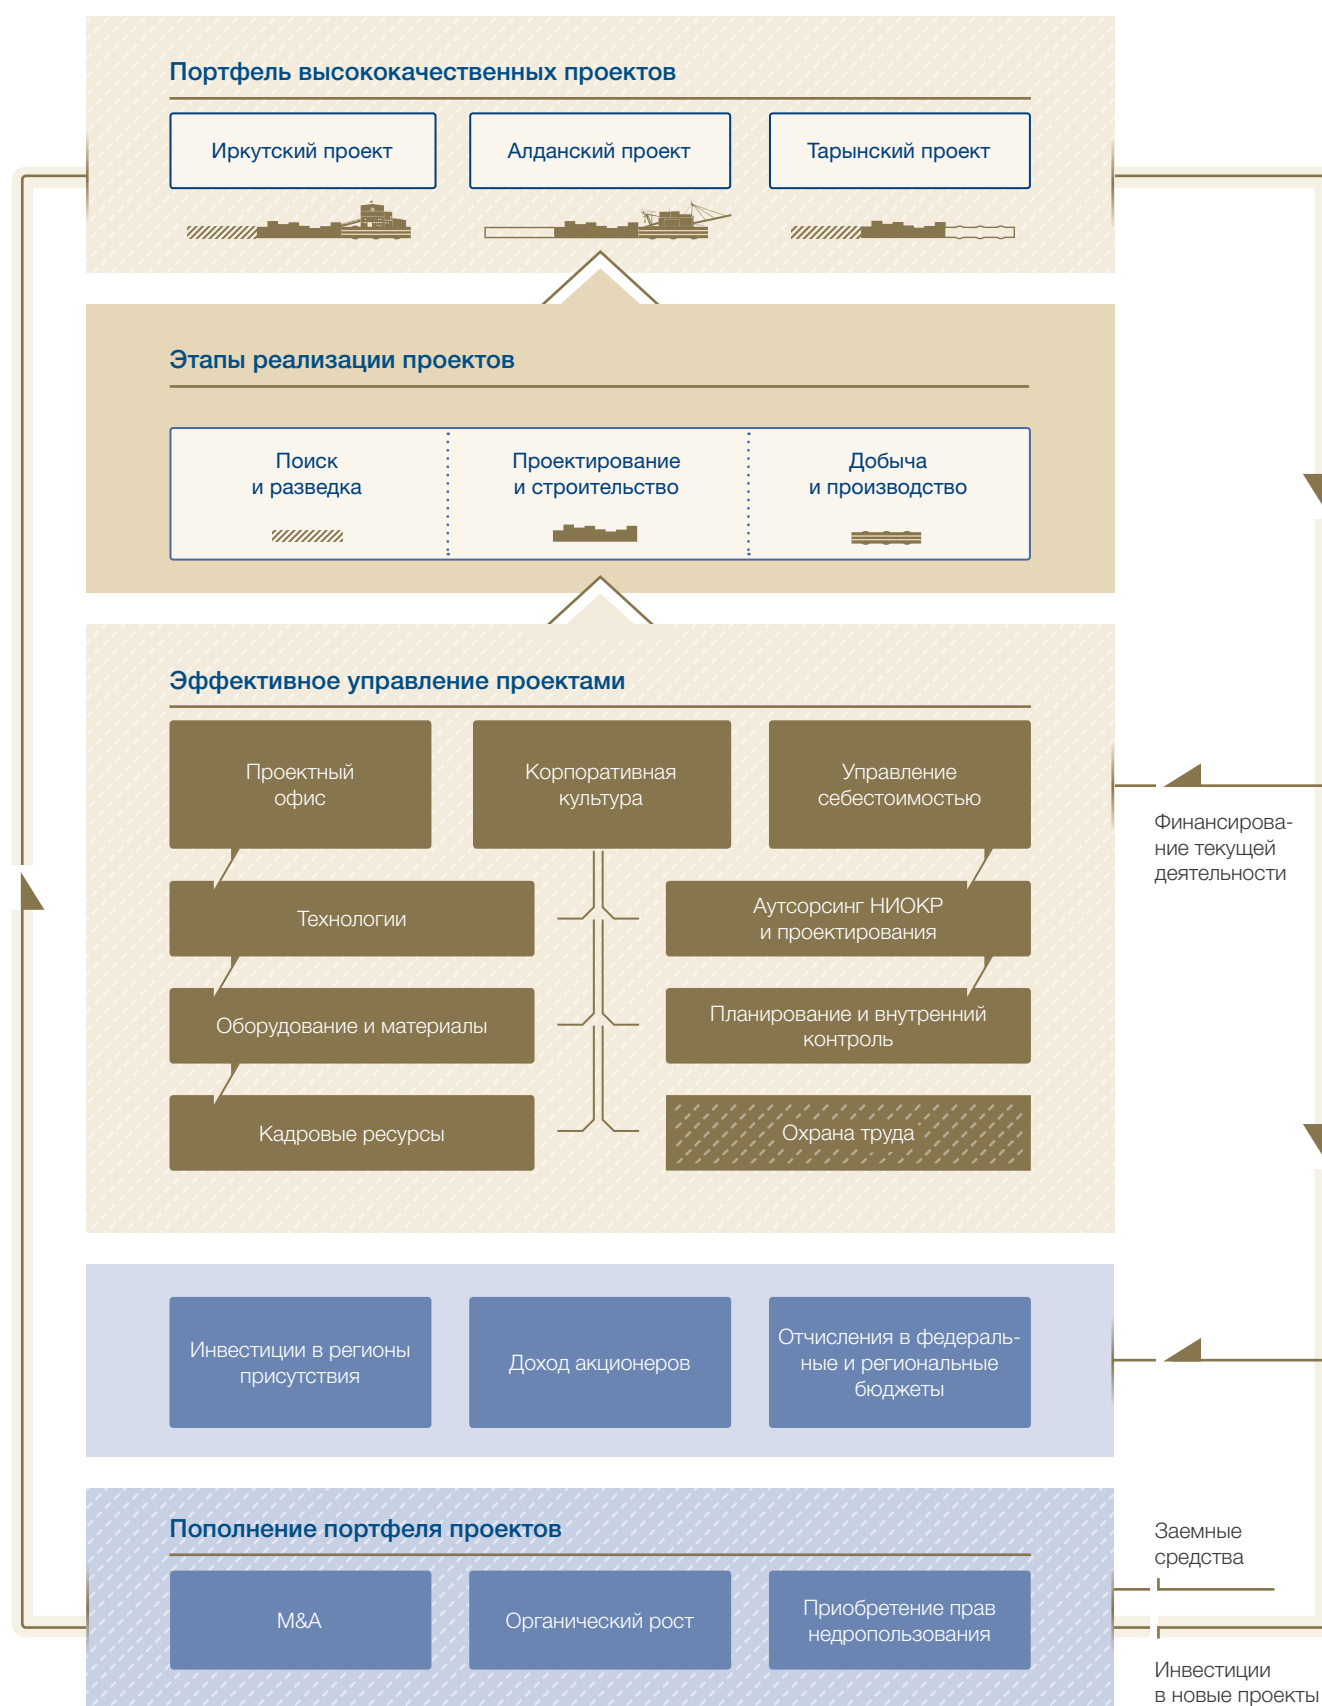 Портфель высококачественных проектов
Иркутский проект
Алданский проект
Тарынский проект
Этапы реализации проектов
Поиск
и разведка
Проектирование
и строительство
Добыча
и производство
Эффективное управление проектами
Проектный
офис
Корпоративная
культура
Управление
себестоимостью
Финансирова-
ние текущей
деятельности
Технологии
Аутсорсинг НИОКР
и проектирования
Оборудование и материалы
Планирование и внутренний
контроль
Кадровые ресурсы
Охрана труда
Инвестиции в регионы
присутствия
Доход акционеров
Отчисления в федераль-
ные и региональные
бюджеты
Пополнение портфеля проектов
Заемные
средства
M&A
Органический рост
Приобретение прав
недропользования
Инвестиции
в новые проекты